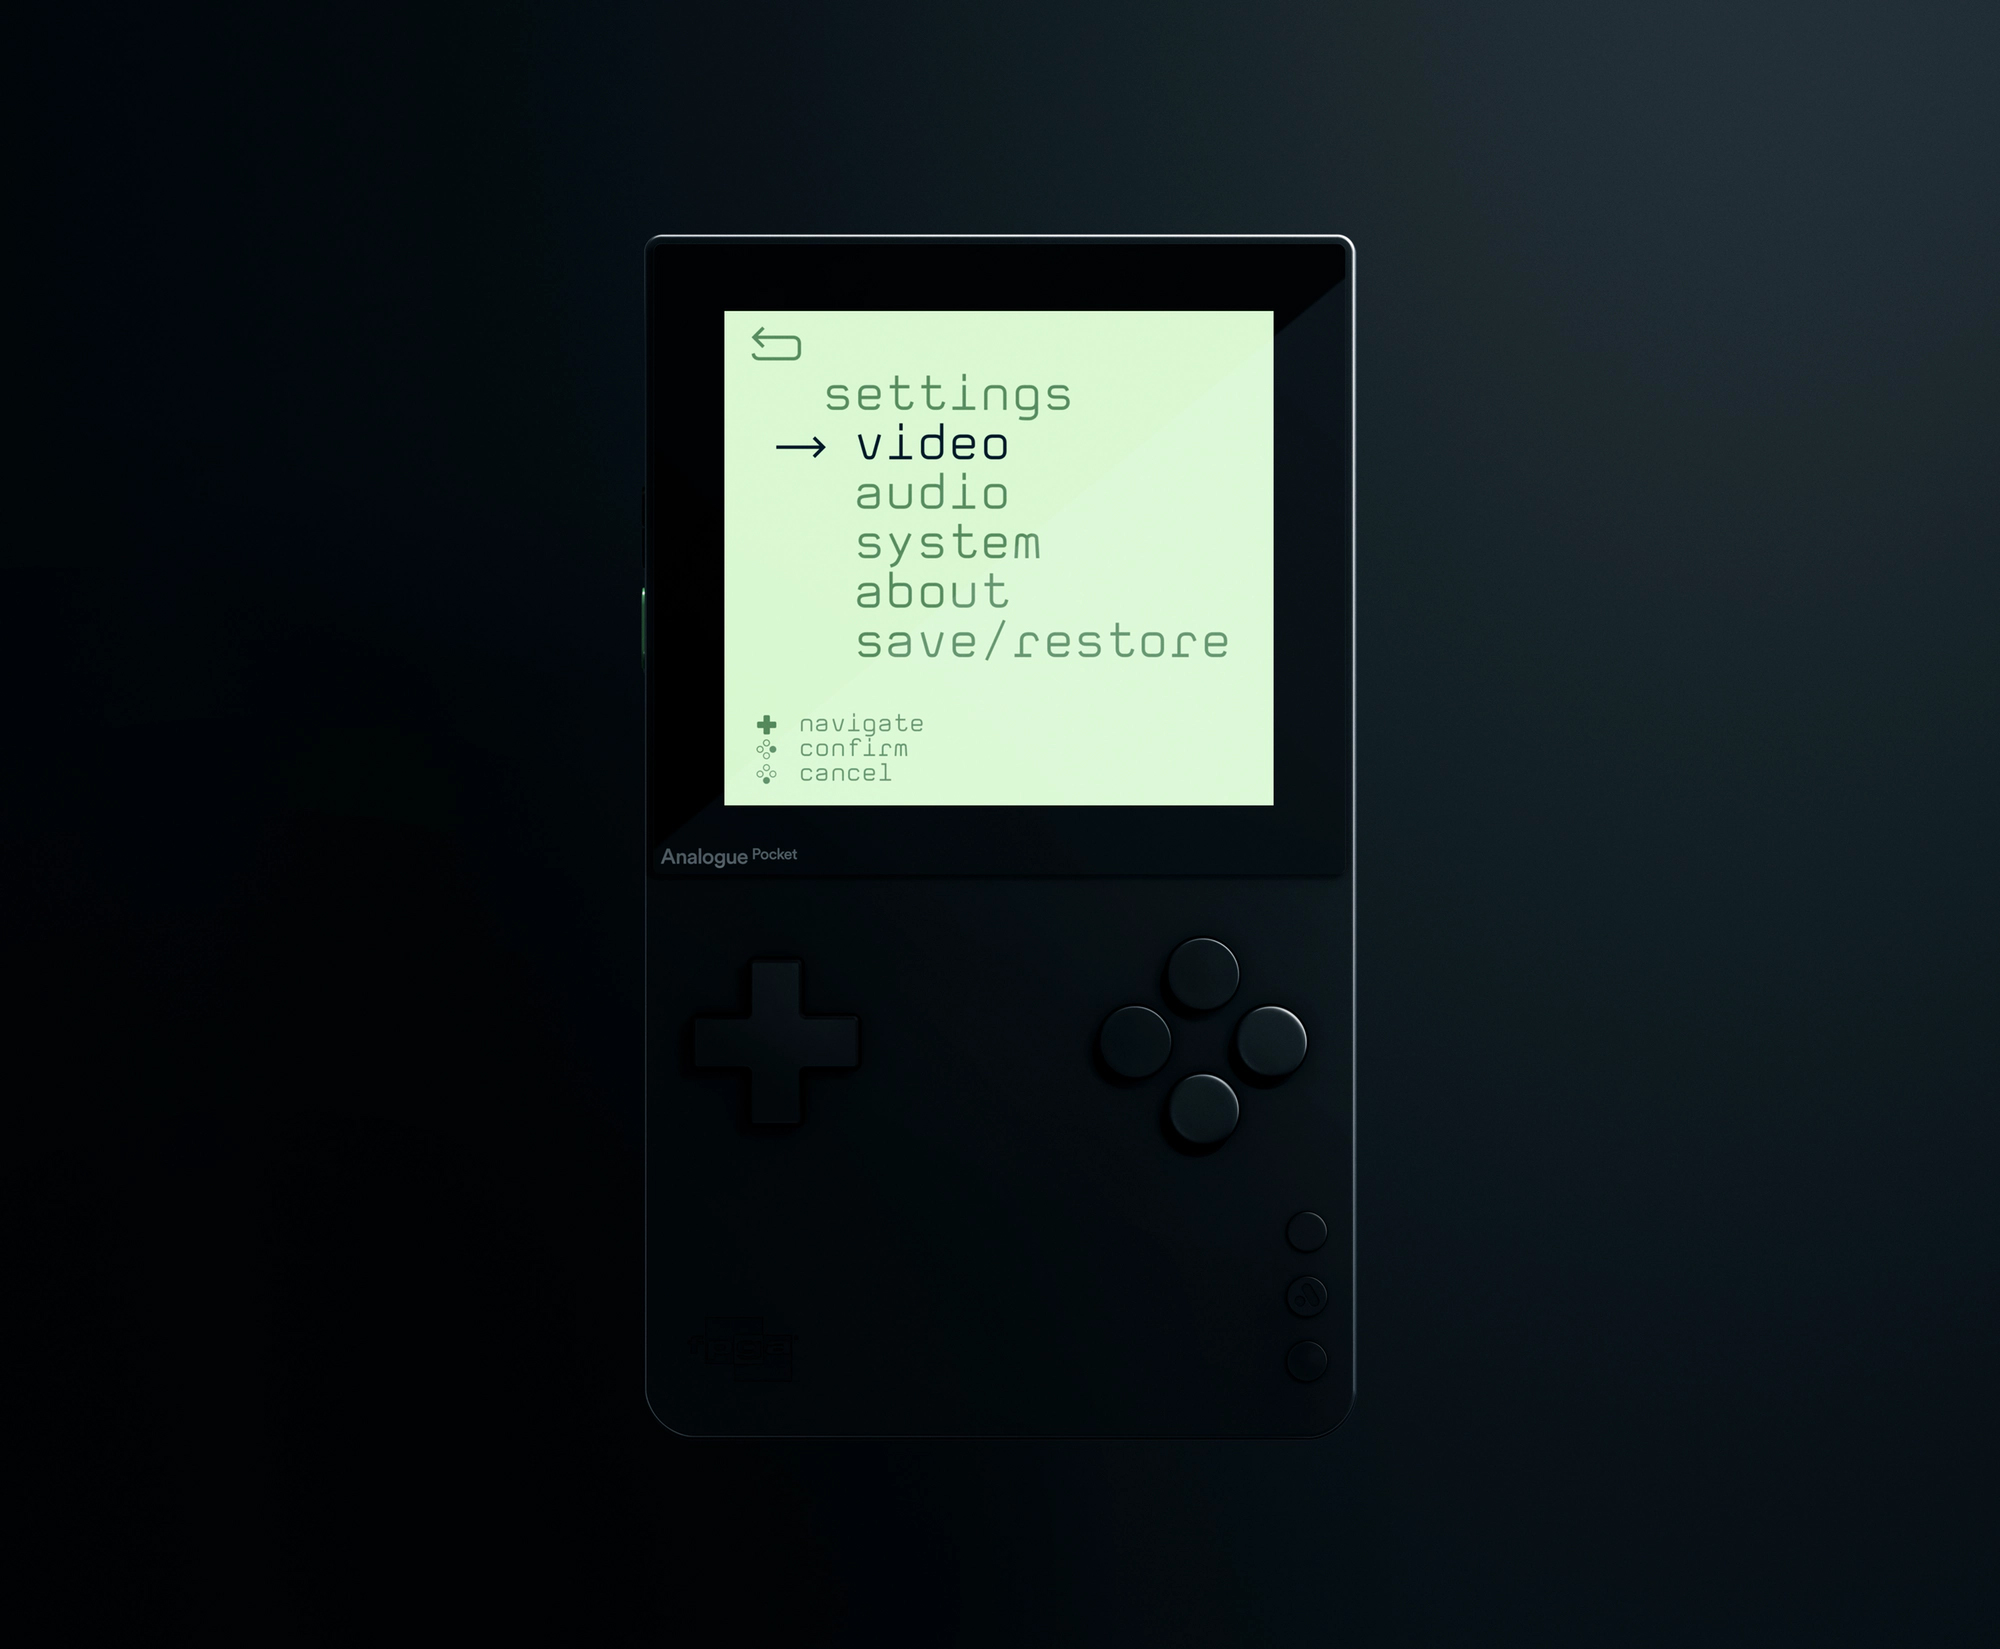 settings
video
audio
system
about
save/restore
navigate
confirm
cancel
Analogue Pocket